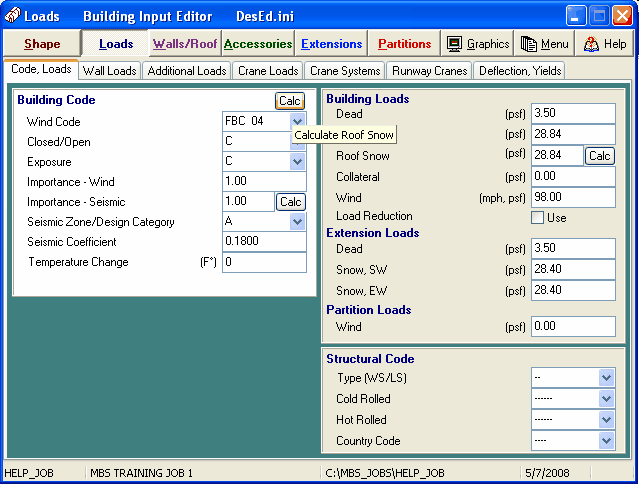 Loads Building Input Editor DesEd.ini
Shape Loads Walls/Roof Accessories Extensions Partitions Graphics Menu Help
Code, Loads Wall Loads Additional Loads Crane Loads Crane Systems Runway Cranes Deflection, Yields
Building Code Calc
Wind Code FBC 04
Calculate Roof Snow
Closed/Open C
Exposure C
Importance - Wind 1.00
Importance - Seismic 1.00 Calc
Seismic Zone/Design Category A
Seismic Coefficient 0.1800
Temperature Change (F°) 0
Building Loads
Dead (psf) 3.50
(psf) 28.84
Roof Snow (psf) 28.84 Calc
Collateral (psf) 0.00
Wind (mph, psf) 98.00
Load Reduction Use
Extension Loads
Dead (psf) 3.50
Snow, SW (psf) 28.40
Snow, EW (psf) 28.40
Partition Loads
Wind (psf) 0.00
Structural Code
Type (WS/LS) --
Cold Rolled ------
Hot Rolled ------
Country Code ----
HELP_JOB MBS TRAINING JOB 1 C:\MBS_JOBS\HELP_JOB 5/7/2008